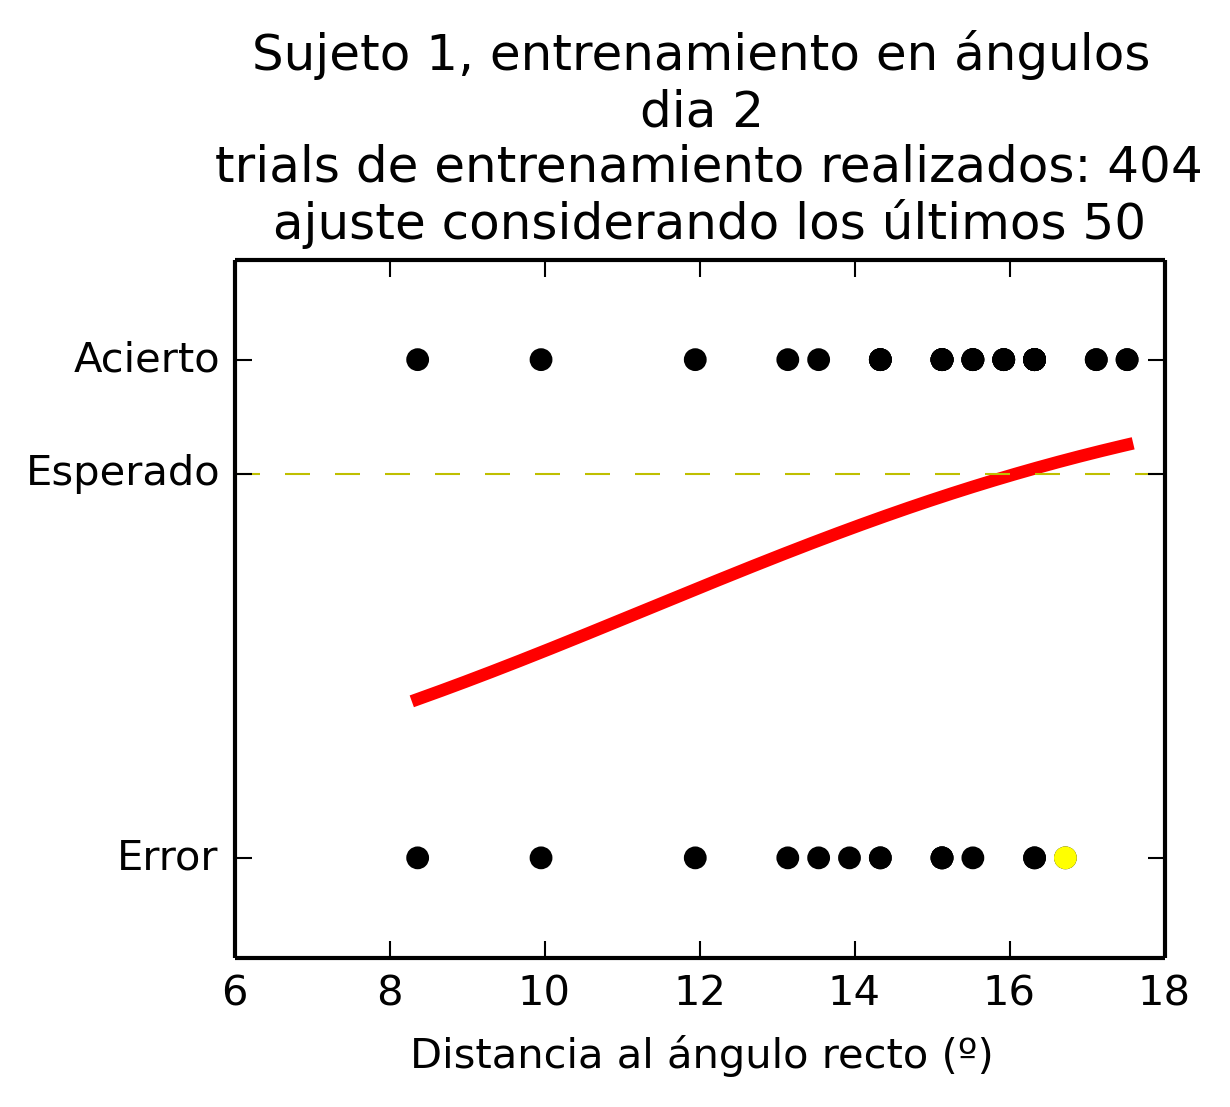 Sujeto 1, entrenamiento en ángulos
dia 2
trials de entrenamiento realizados: 404
ajuste considerando los últimos 50
Acierto
Esperado
Error
6 8 10 12 14 16 18
Distancia al ángulo recto (º)